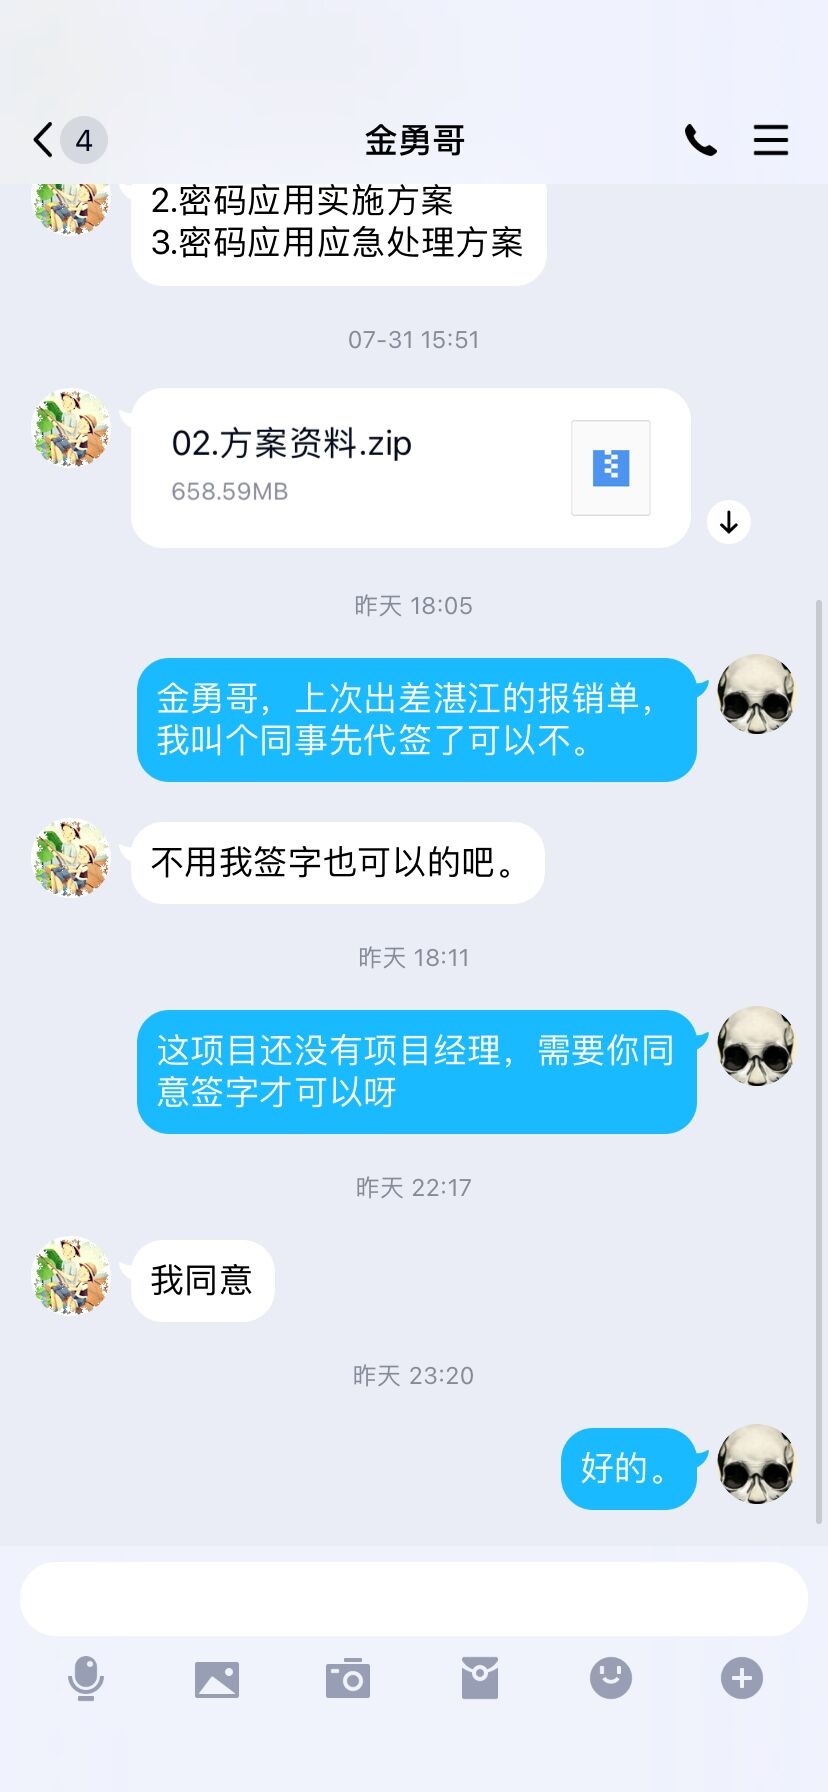 4
金勇哥
2.密码应用实施方案
3.密码应用应急处理方案
07-31 15:51
02.方案资料.zip
658.59MB
昨天 18:05
金勇哥，上次出差湛江的报销单，
我叫个同事先代签了可以不。
不用我签字也可以的吧。
昨天 18:11
这项目还没有项目经理，需要你同
意签字才可以呀
昨天 22:17
我同意
昨天 23:20
好的。